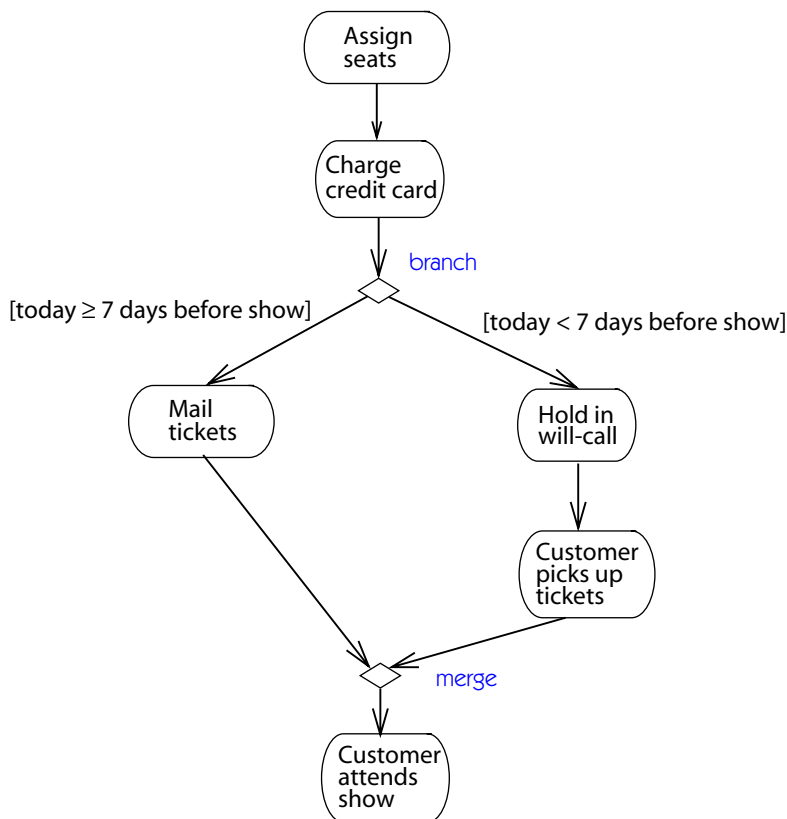 Assign
seats
Charge
credit card
branch
[today ≥ 7 days before show]
[today < 7 days before show]
Mail
tickets
Hold in
will-call
Customer
picks up
tickets
merge
Customer
attends
show